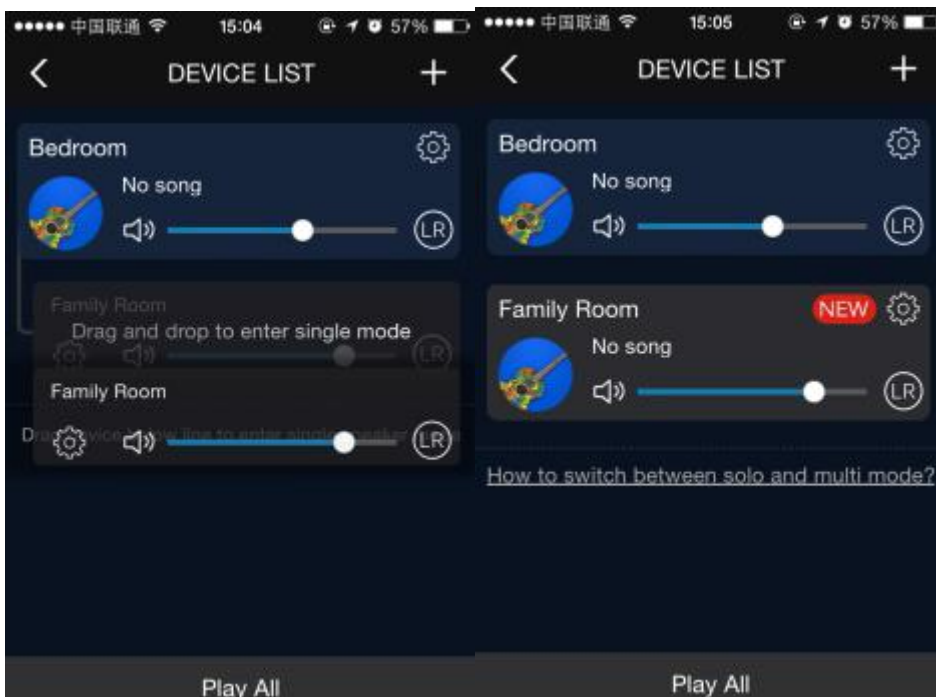 中国联通 15:04 57%
DEVICE LIST
Bedroom
No song
LR
Family Room
Drag and drop to enter single mode
LR
Family Room
LR
Play All
中国联通 15:05 57%
DEVICE LIST
Bedroom
No song
LR
Family Room NEW
No song
LR
How to switch between solo and multi mode?
Play All